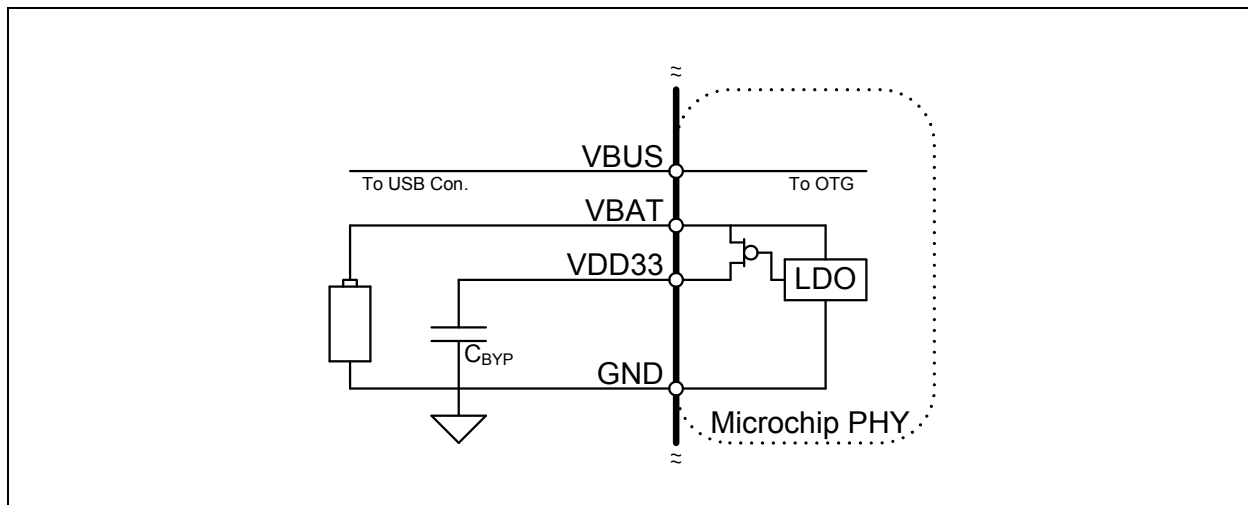 VBUS
To USB Con.
To OTG
VBAT
VDD33
LDO
CBYP
GND
Microchip PHY